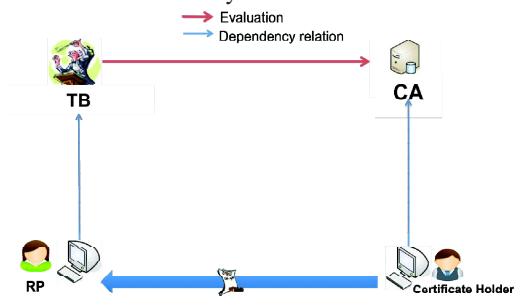 Evaluation
Dependency relation
TB
CA
RP
Certificate Holder